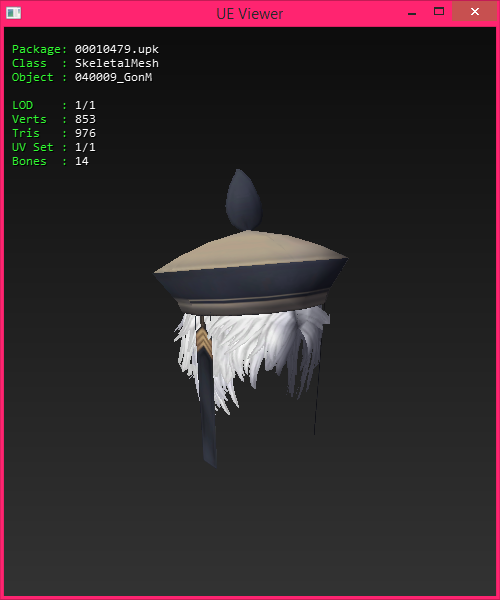 UE Viewer
Package: 00010479.upk
Class  : SkeletalMesh
Object : 040009_GonM
LOD    : 1/1
Verts  : 853
Tris   : 976
UV Set : 1/1
Bones  : 14